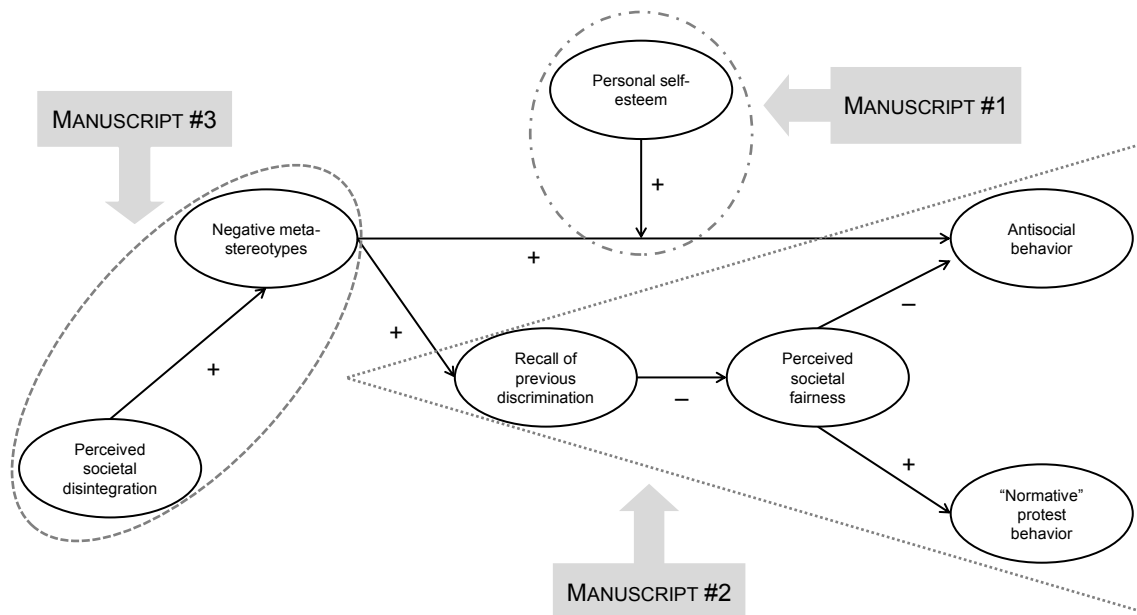 Personal self-
esteem
MANUSCRIPT #1
MANUSCRIPT #3
+
Negative meta-
stereotypes
+
Antisocial
behavior
+
+
−
Recall of
previous
discrimination
−
Perceived
societal
fairness
Perceived
societal
disintegration
+
“Normative”
protest
behavior
MANUSCRIPT #2